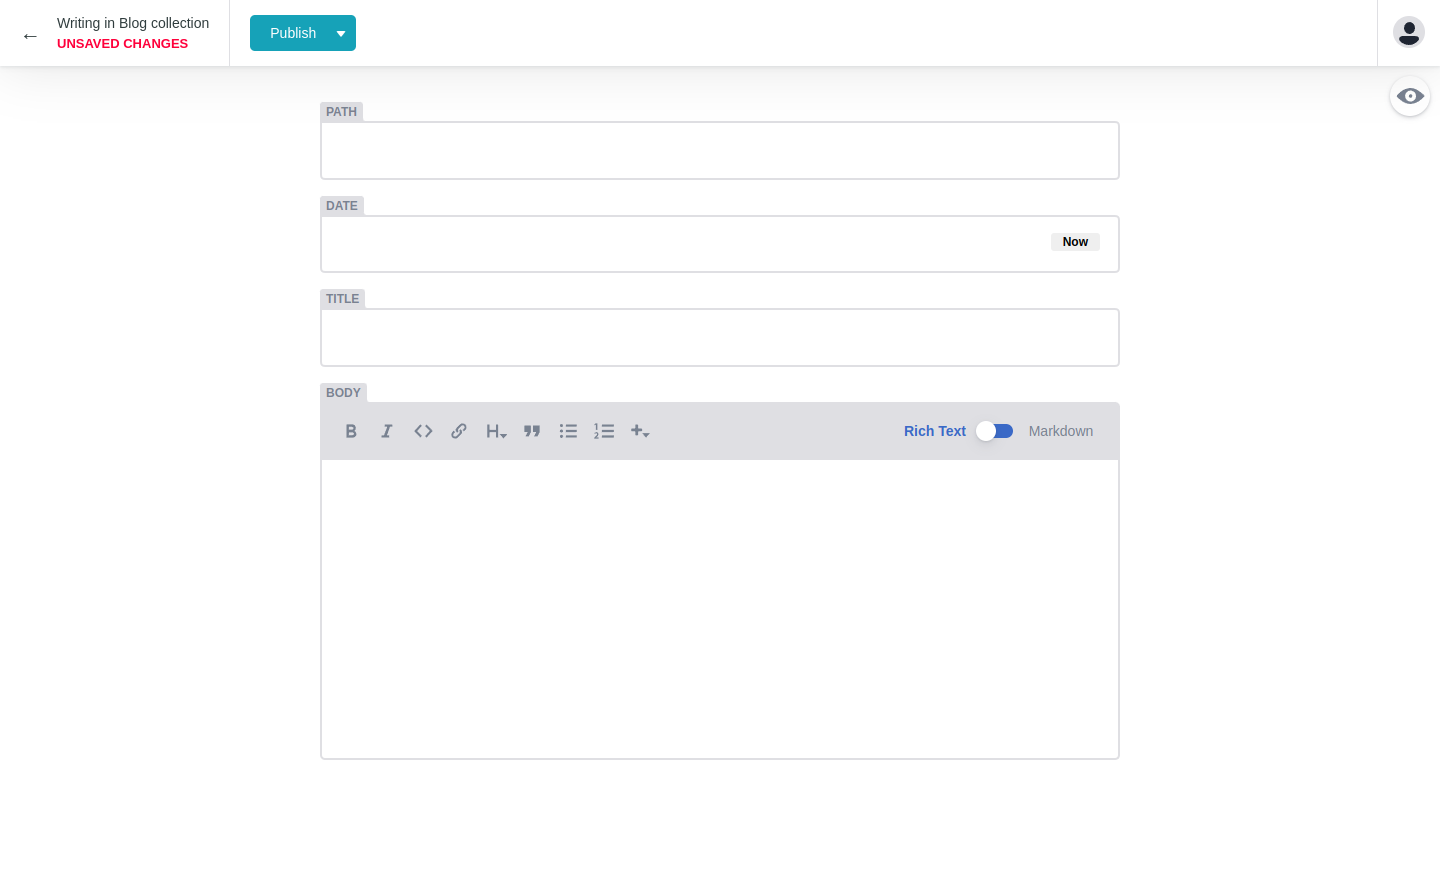 ← Writing in Blog collection
UNSAVED CHANGES
Publish
PATH
DATE
Now
TITLE
BODY
Rich Text Markdown